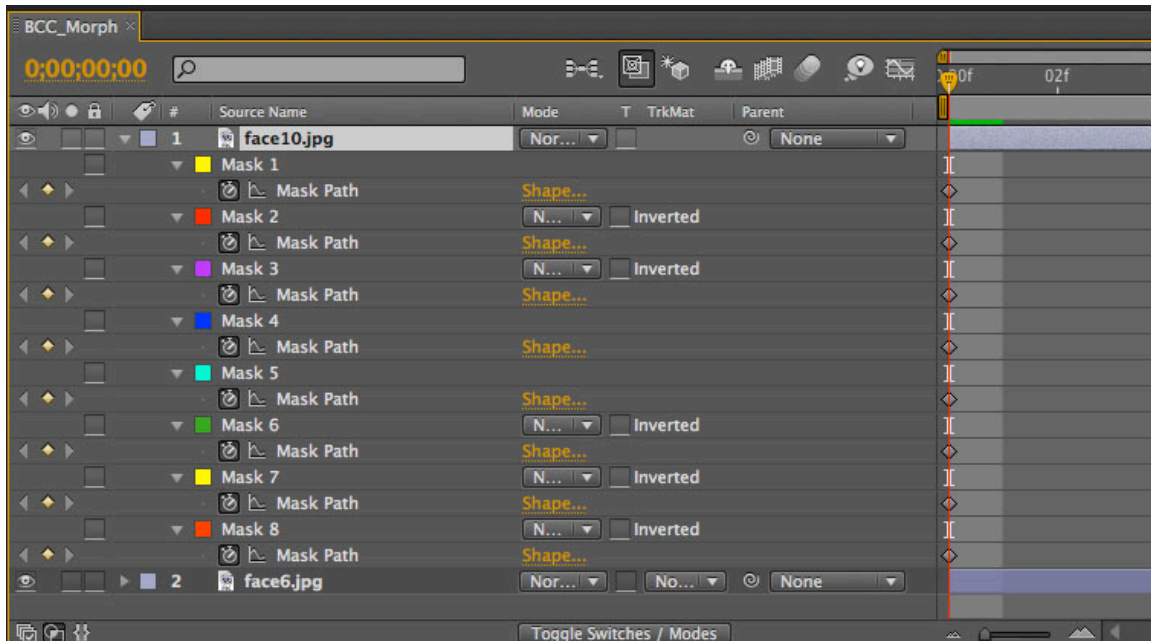 BCC_Morph
0;00;00;00
02f
# Source Name Mode T TrkMat Parent
1 face10.jpg Nor... None
Mask 1
Mask Path Shape...
Mask 2 N... Inverted
Mask Path Shape...
Mask 3 N... Inverted
Mask Path Shape...
Mask 4
Mask Path Shape...
Mask 5
Mask Path Shape...
Mask 6 N... Inverted
Mask Path Shape...
Mask 7 N... Inverted
Mask Path Shape...
Mask 8 N... Inverted
Mask Path Shape...
2 face6.jpg Nor... No... None
Toggle Switches / Modes